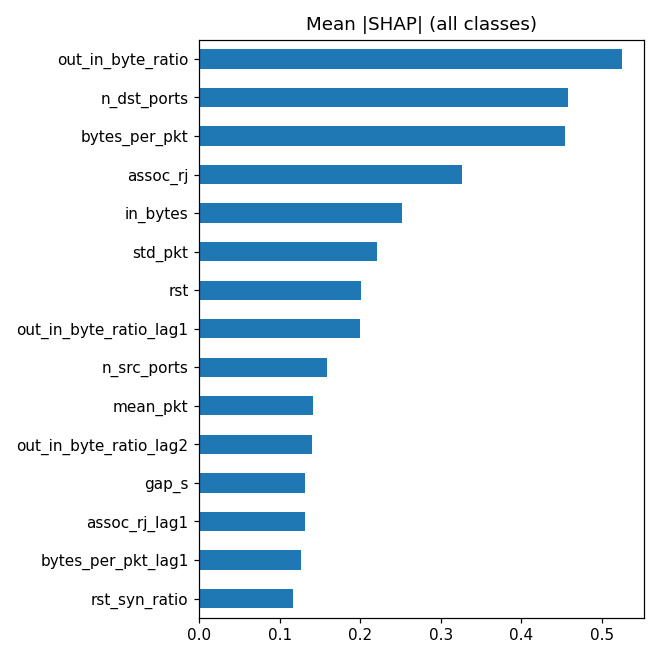 Mean |SHAP| (all classes)
out_in_byte_ratio
n_dst_ports
bytes_per_pkt
assoc_rj
in_bytes
std_pkt
rst
out_in_byte_ratio_lag1
n_src_ports
mean_pkt
out_in_byte_ratio_lag2
gap_s
assoc_rj_lag1
bytes_per_pkt_lag1
rst_syn_ratio
0.0 0.1 0.2 0.3 0.4 0.5